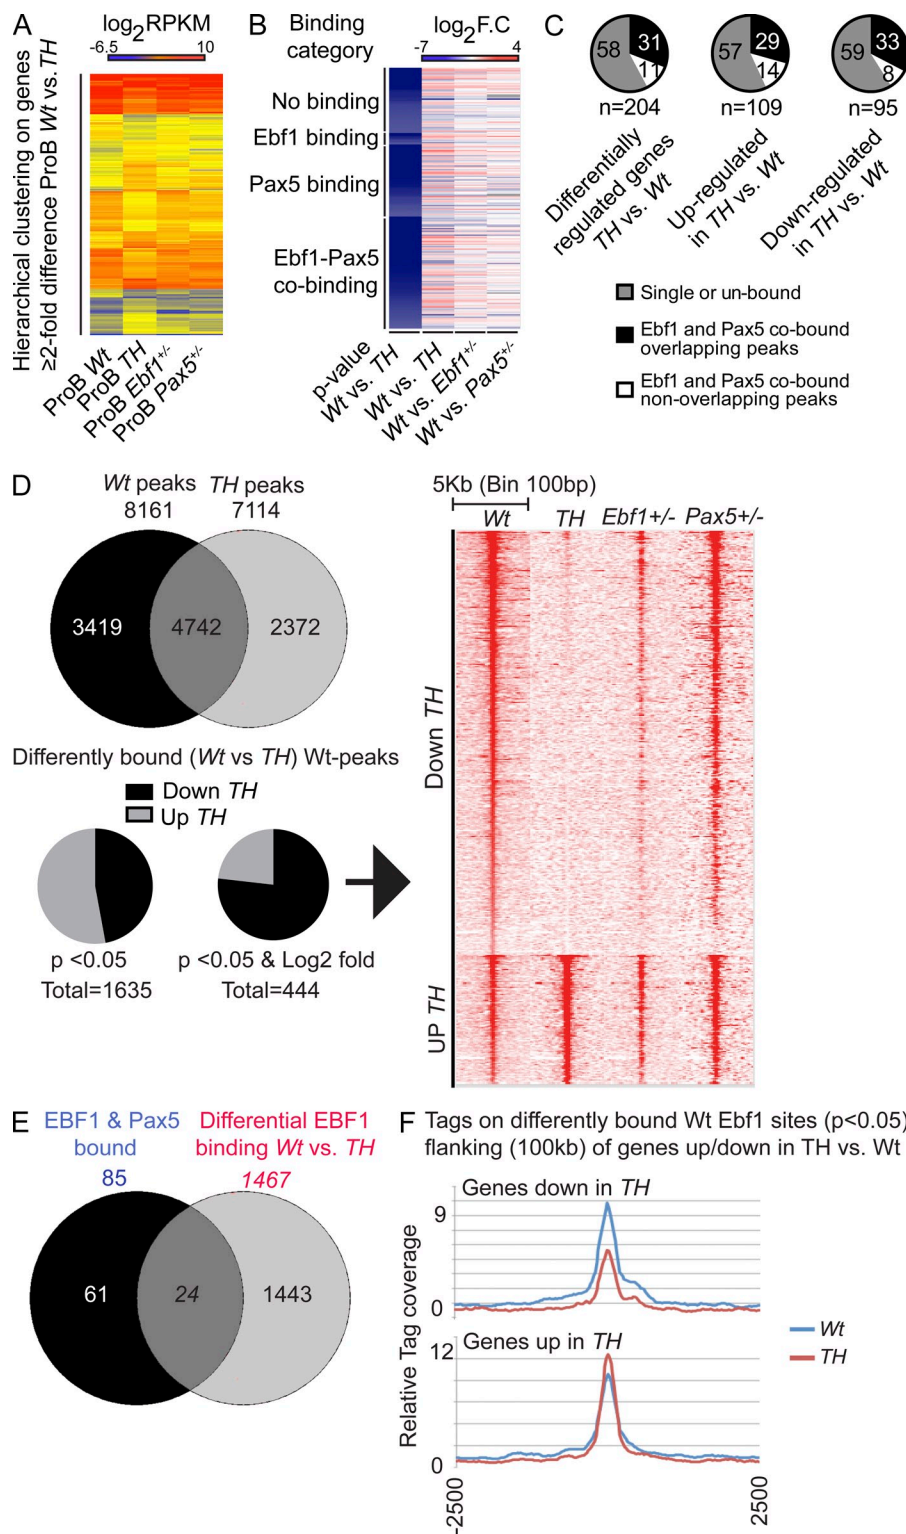 A
log2RPKM
-6.5
10
Hierarchical clustering on genes
≥2-fold difference ProB Wt vs. TH
ProB Wt
ProB TH
ProB Ebf1+/-
ProB Pax5+/-
B
Binding
category
log2F.C
-7
4
No binding
Ebf1 binding
Pax5 binding
Ebf1-Pax5
co-binding
p-value
Wt vs. TH
Wt vs. TH
Wt vs. Ebf1+/-
Wt vs. Pax5+/-
C
58
31
11
n=204
Differentially
regulated genes
TH vs. Wt
57
29
14
n=109
Up-regulated
in TH vs. Wt
59
33
8
n=95
Down-regulated
in TH vs. Wt
Single or un-bound
Ebf1 and Pax5 co-bound
overlapping peaks
Ebf1 and Pax5 co-bound
non-overlapping peaks
D
Wt peaks
8161
TH peaks
7114
3419
4742
2372
Differently bound (Wt vs TH) Wt-peaks
Down TH
Up TH
p <0.05
Total=1635
p <0.05 & Log2 fold
Total=444
5Kb (Bin 100bp)
Wt
TH
Ebf1+/-
Pax5+/-
Down TH
UP TH
E
EBF1 & Pax5
bound
85
Differential EBF1
binding Wt vs. TH
1467
61
24
1443
F
Tags on differently bound Wt Ebf1 sites (p<0.05)
flanking (100kb) of genes up/down in TH vs. Wt
Relative Tag coverage
Genes down in TH
9
0
Genes up in TH
12
0
-2500
2500
Wt
TH